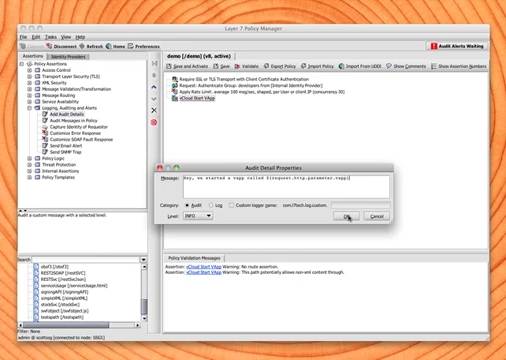 Layer 7 Policy Manager
File Edit Tasks View Help
Disconnect Refresh Home Preferences
Assertions Identity Providers
demo [/demo] (v8, active)
Audit Alerts Waiting
Save and Activate Save Validate Export Policy Import Policy Import From UDDI Show Comments Show Assertion Numbers
Policy Assertions
Access Control
Transport Layer Security (TLS)
XML Security
Message Validation/Transformation
Message Routing
Service Availability
Logging, Auditing and Alerts
Add Audit Details
Audit Messages in Policy
Capture Identity of Requestor
Customize Error Response
Customize SOAP Fault Response
Send Email Alert
Send SNMP Trap
Policy Logic
Threat Protection
Internal Assertions
Policy Templates
Require SSL or TLS Transport with Client Certificate Authentication
Request: Authenticate Group: developers from [Internal Identity Provider]
Apply Rate Limit: average 100 msg/sec, shaped, per User or client IP (concurrency 30)
vCloud Start VApp
Audit a custom message with a selected level.
Audit Detail Properties
Message: Hey, we started a vapp called ${request.http.parameter.vapp}
Category: Audit Log Custom logger name: com.l7tech.log.custom.
Level: INFO OK Cancel
Search
RESTtoSOAP [/restSVC]
serviceUsage [/serviceUsage.html]
signingAPI [/signingAPI]
simpleXML [/simpleXML]
stockSvc [/stockSvc]
Filter: None
Policy Validation Messages
Assertion: vCloud Start VApp Warning: No route assertion.
Assertion: vCloud Start VApp Warning: This path potentially allows non-xml content through.
admin @ scottssg [connected to node: SSG1]